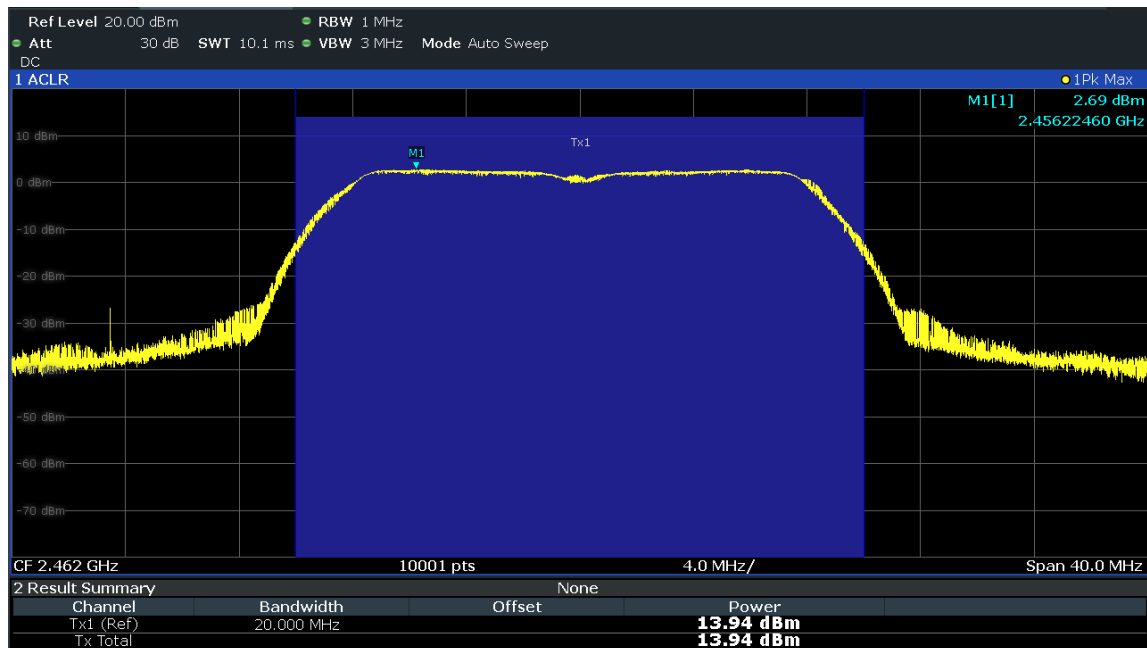 Ref Level 20.00 dBm RBW 1 MHz
Att 30 dB SWT 10.1 ms VBW 3 MHz Mode Auto Sweep
DC
1 ACLR 1Pk Max
M1[1] 2.69 dBm
2.45622460 GHz
10 dBm
Tx1
M1
0 dBm
-10 dBm
-20 dBm
-30 dBm
-40 dBm
-50 dBm
-60 dBm
-70 dBm
CF 2.462 GHz 10001 pts 4.0 MHz/ Span 40.0 MHz
2 Result Summary None
Channel Bandwidth Offset Power
Tx1 (Ref) 20.000 MHz 13.94 dBm
Tx Total 13.94 dBm